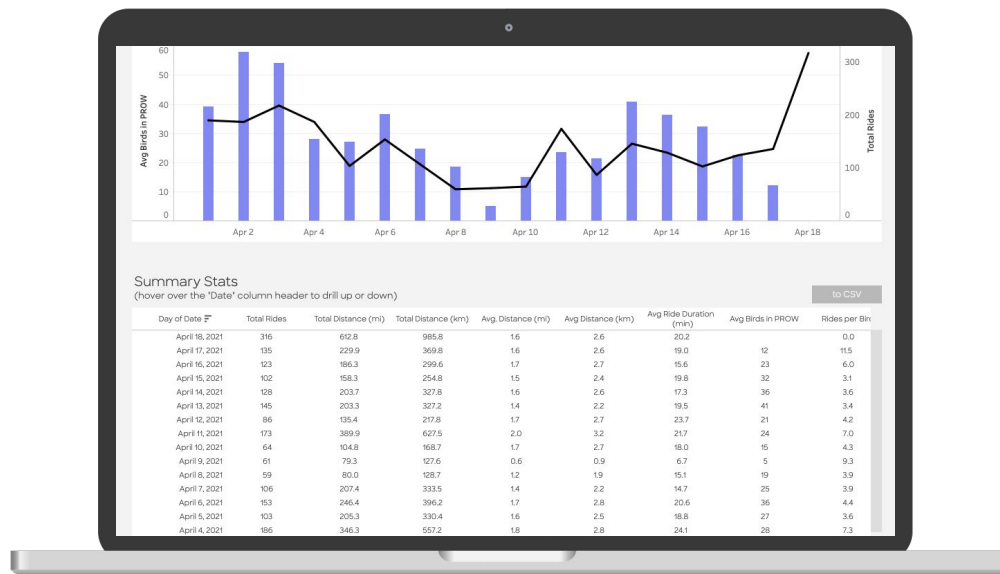 60
50
40
30
20
10
0
Avg Birds in PROW
300
200
100
0
Total Rides
Apr 2 Apr 4 Apr 6 Apr 8 Apr 10 Apr 12 Apr 14 Apr 16 Apr 18
Summary Stats
(hover over the "Date" column header to drill up or down)
to CSV
Day of Date Total Rides Total Distance (mi) Total Distance (km) Avg. Distance (mi) Avg Distance (km) Avg Ride Duration (min) Avg Birds in PROW Rides per Bir
April 18, 2021 316 612.8 985.8 1.6 2.6 20.2 0.0
April 17, 2021 135 229.9 369.8 1.6 2.6 19.0 12 11.5
April 16, 2021 123 186.3 299.6 1.7 2.7 15.6 23 6.0
April 15, 2021 102 158.3 254.8 1.5 2.4 19.8 32 3.1
April 14, 2021 128 203.7 327.8 1.6 2.6 17.3 36 3.6
April 13, 2021 145 203.3 327.2 1.4 2.2 19.5 41 3.4
April 12, 2021 86 135.4 217.8 1.7 2.7 23.7 21 4.2
April 11, 2021 173 389.9 627.5 2.0 3.2 21.7 24 7.0
April 10, 2021 64 104.8 168.7 1.7 2.7 18.0 15 4.3
April 9, 2021 61 79.3 127.6 0.6 0.9 6.7 5 9.3
April 8, 2021 59 80.0 128.7 1.2 1.9 15.1 19 3.9
April 7, 2021 106 207.4 333.5 1.4 2.2 14.7 25 3.9
April 6, 2021 153 246.4 396.2 1.7 2.8 20.6 36 4.4
April 5, 2021 103 205.3 330.4 1.6 2.5 18.8 27 3.6
April 4, 2021 186 346.3 557.2 1.8 2.8 24.1 28 7.3